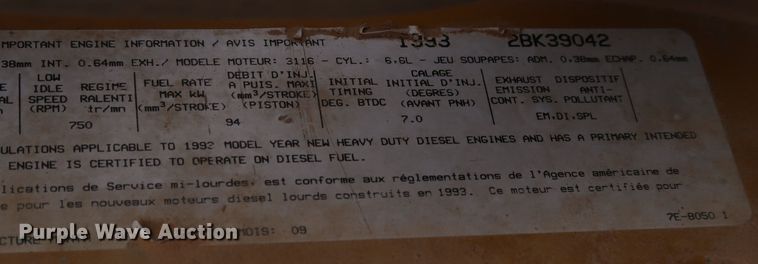 IMPORTANT ENGINE INFORMATION / AVIS IMPORTANT 1993 2BK39042
.38mm INT. 0.64mm EXH./ MODELE MOTEUR: 3116 - CYL.: 6.6L - JEU SOUPAPES: ADM. 0.38mm ECHAP. 0.64mm
LOW IDLE SPEED (RPM) REGIME RALENTI tr/mn 750
FUEL RATE MAX kW (mm³/STROKE) DÉBIT D'INJ. A PUIS. MAXI (mm³/STROKE) (PISTON) 94
INITIAL TIMING DEG. BTDC CALAGE INITIAL D'INJ. (DEGRES) (AVANT PNH) 7.0
EXHAUST EMISSION CONT. SYS. DISPOSITIF ANTI-POLLUTANT EM.DI.SPL
ULATIONS APPLICABLE TO 1992 MODEL YEAR NEW HEAVY DUTY DIESEL ENGINES AND HAS A PRIMARY INTENDED
ENGINE IS CERTIFIED TO OPERATE ON DIESEL FUEL.
lications de Service mi-lourdes, est conforme aux réglementations de l'Agence américaine de
e pour les nouveaux moteurs diesel lourds construits en 1993. Ce moteur est certifiée pour
7E-8050 1
CTURE MOIS: 09
Purple Wave Auction